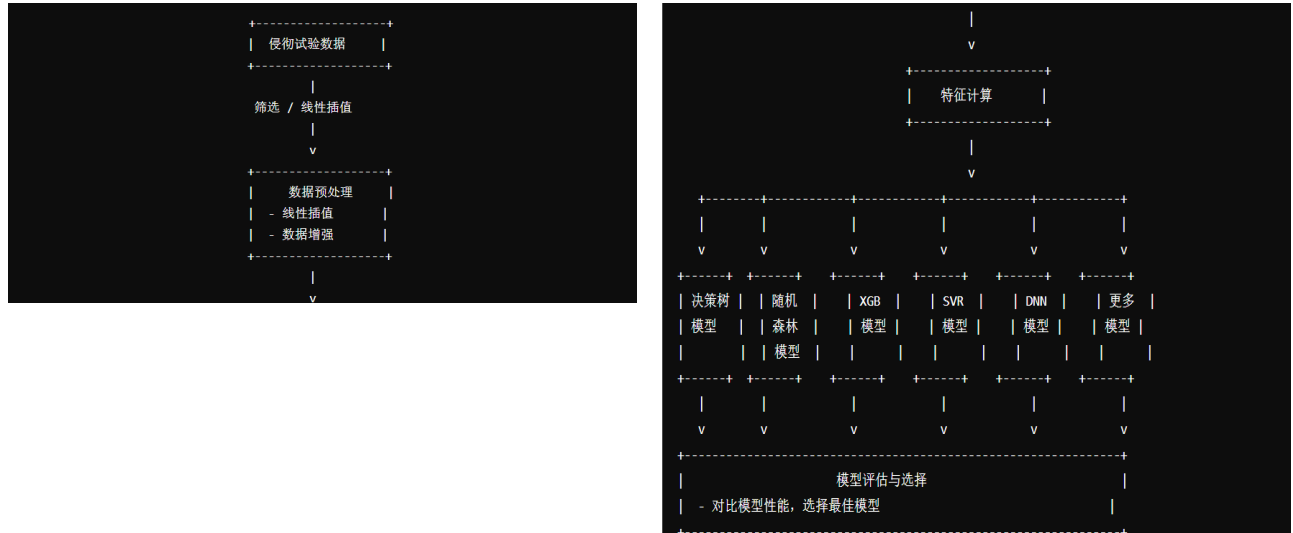 侵彻试验数据
筛选 / 线性插值
v
数据预处理
- 线性插值
- 数据增强
v
v
特征计算
v
v v v v v v
决策树 随机 XGB SVR DNN 更多
模型 森林 模型 模型 模型 模型
模型
v v v v v v
模型评估与选择
- 对比模型性能，选择最佳模型